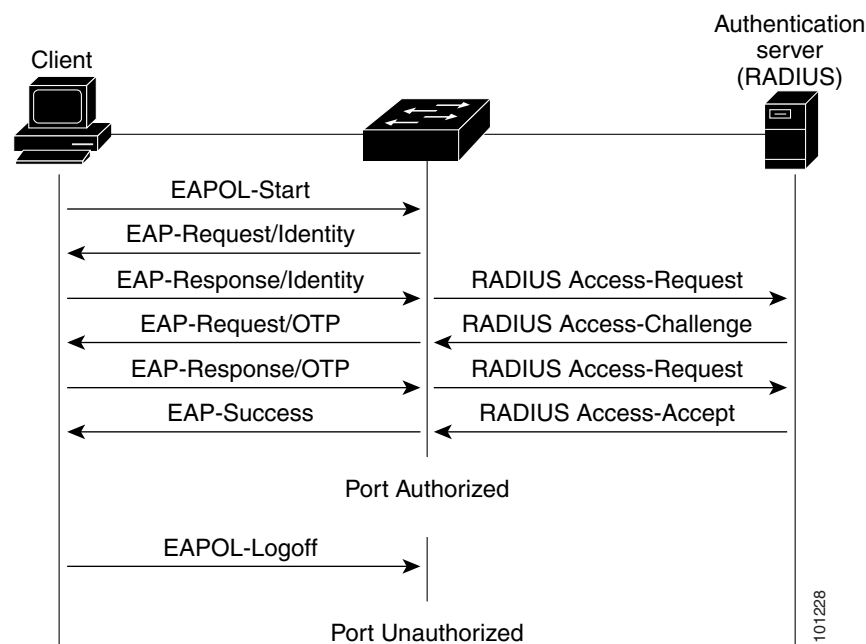 Client
Authentication
server
(RADIUS)
EAPOL-Start
EAP-Request/Identity
EAP-Response/Identity
RADIUS Access-Request
EAP-Request/OTP
RADIUS Access-Challenge
EAP-Response/OTP
RADIUS Access-Request
EAP-Success
RADIUS Access-Accept
Port Authorized
EAPOL-Logoff
Port Unauthorized
101228